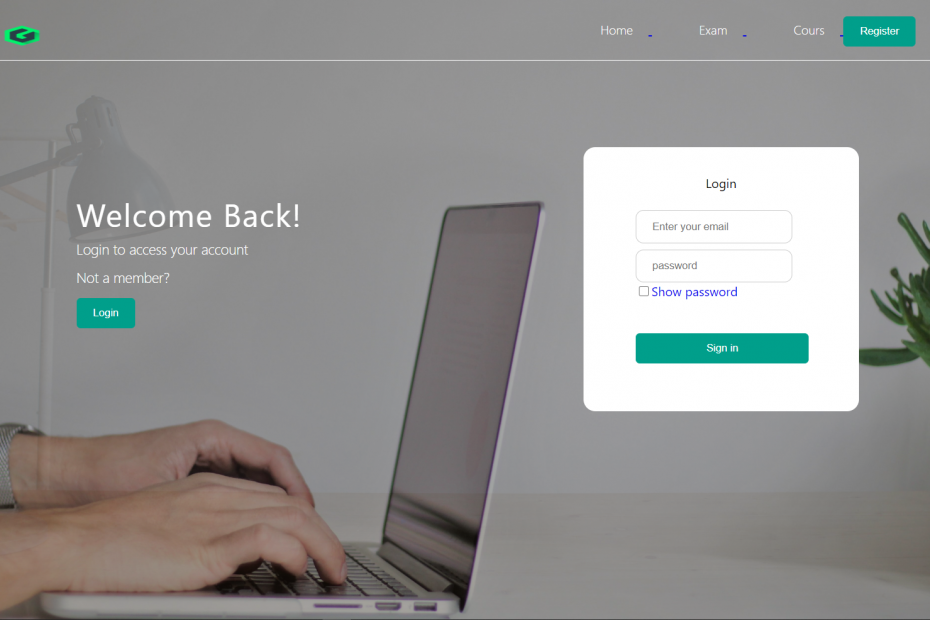 Home Exam Cours Register
Welcome Back!
Login to access your account
Not a member?
Login
Login
Enter your email
password
Show password
Sign in